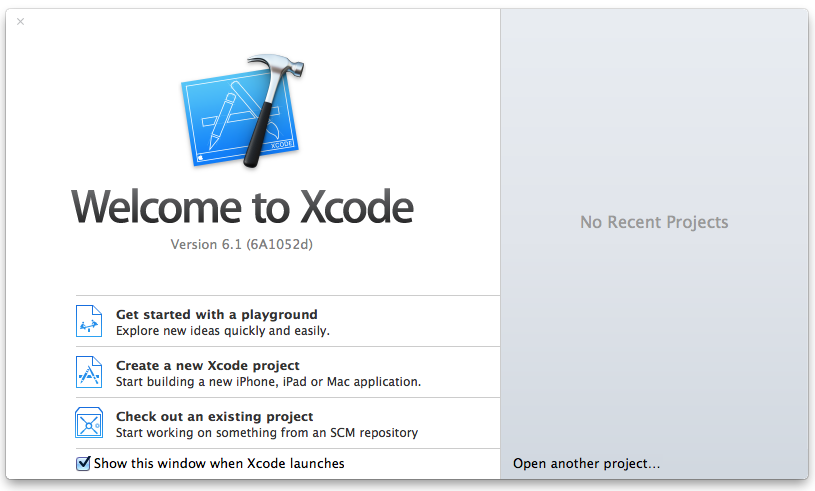 XCODE
Welcome to Xcode
Version 6.1 (6A1052d)
Get started with a playground
Explore new ideas quickly and easily.
Create a new Xcode project
Start building a new iPhone, iPad or Mac application.
Check out an existing project
Start working on something from an SCM repository
Show this window when Xcode launches
No Recent Projects
Open another project...